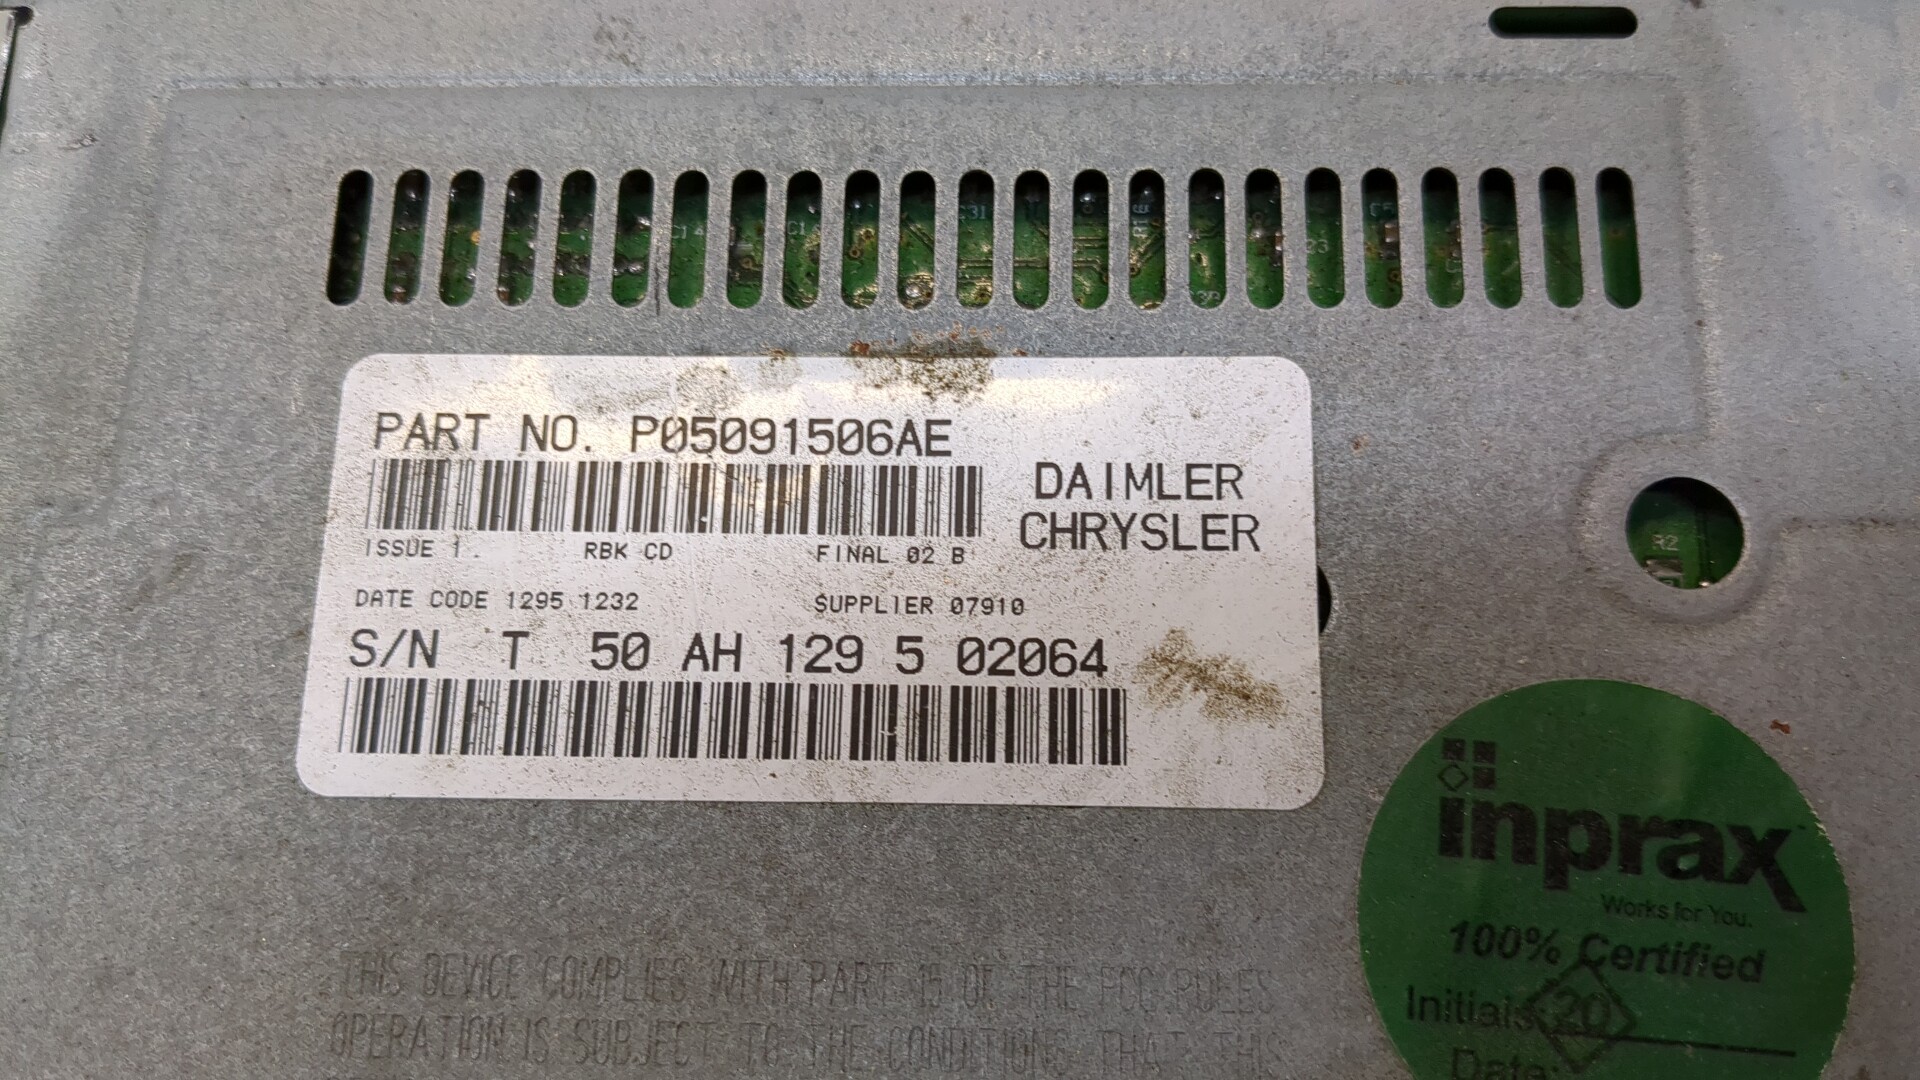 PART NO. P05091506AE
DAIMLER
CHRYSLER
ISSUE 1. RBK CD FINAL 02 B
DATE CODE 1295 1232 SUPPLIER 07910
S/N T 50 AH 129 5 02064
R2
inprax
Works for You.
100% Certified
Initials: 20
Date:
THIS DEVICE COMPLIES WITH PART 15 OF THE FCC RULES
OPERATION IS SUBJECT TO THE CONDITIONS THAT THIS